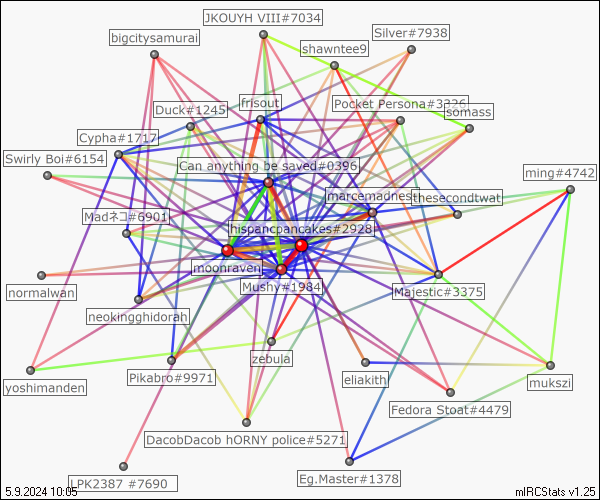 JKOUYH VIII#7034
bigcitysamurai
Silver#7938
shawntee9
frisout
Duck#1245
Pocket Persona#3326
somass
Cypha#1717
Swirly Boi#6154
Can anything be saved#0396
ming#4742
marcemadness
thesecondtwat
Madネコ#6901
hispancpancakes#2928
moonraven
normalwan
Mushy#1984
Majestic#3375
neokingghidorah
zebula
yoshimanden
Pikabro#9971
eliakith
mukszi
Fedora Stoat#4479
DacobDacob hORNY police#5271
LPK2387 #7690
Eg.Master#1378
5.9.2024 10:05
mIRCStats v1.25